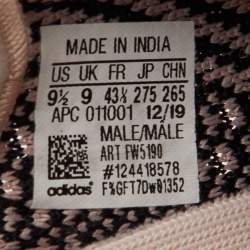 MADE IN INDIA
US UK FR JP CHN
9½ 9 43⅓ 275 265
APC 011001 12/19
MALE/MÂLE
ART FW5190
#124418578
adidas F%GFT7Dw01352